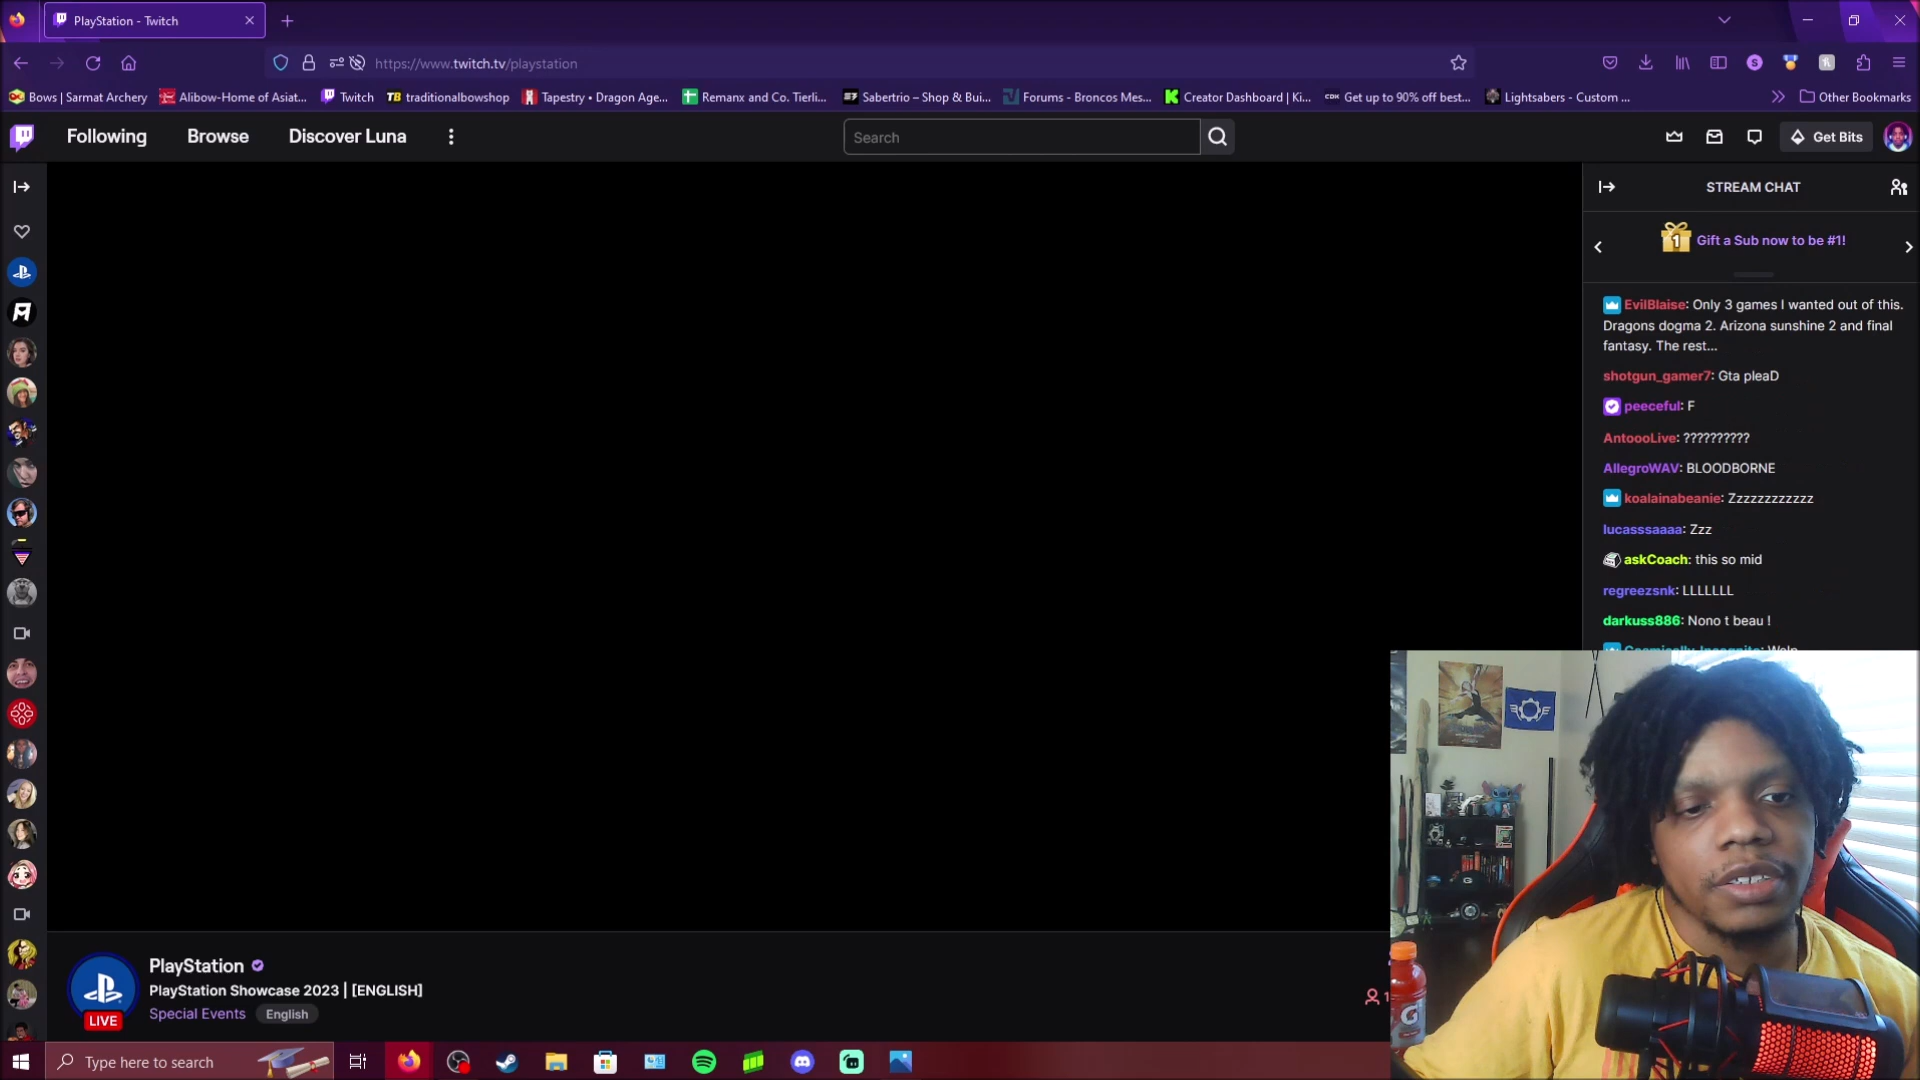 PlayStation - Twitch
https://www.twitch.tv/playstation
Bows | Sarmat Archery
Alibow-Home of Asiat...
Twitch
TB traditionalbowshop
Tapestry • Dragon Age...
Remanx and Co. Tierli...
Sabertrio – Shop & Bui...
Forums - Broncos Mes...
Creator Dashboard | Ki...
CDK Get up to 90% off best...
Lightsabers - Custom ...
Other Bookmarks
Following
Browse
Discover Luna
Search
Get Bits
STREAM CHAT
1 Gift a Sub now to be #1!
EvilBlaise: Only 3 games I wanted out of this.
Dragons dogma 2. Arizona sunshine 2 and final
fantasy. The rest...
shotgun_gamer7: Gta pleaD
peeceful: F
AntoooLive: ??????????
AllegroWAV: BLOODBORNE
koalainabeanie: Zzzzzzzzzzzz
lucasssaaaa: Zzz
askCoach: this so mid
regreezsnk: LLLLLLL
darkuss886: Nono t beau !
PlayStation
PlayStation Showcase 2023 | [ENGLISH]
Special Events
English
LIVE
Type here to search